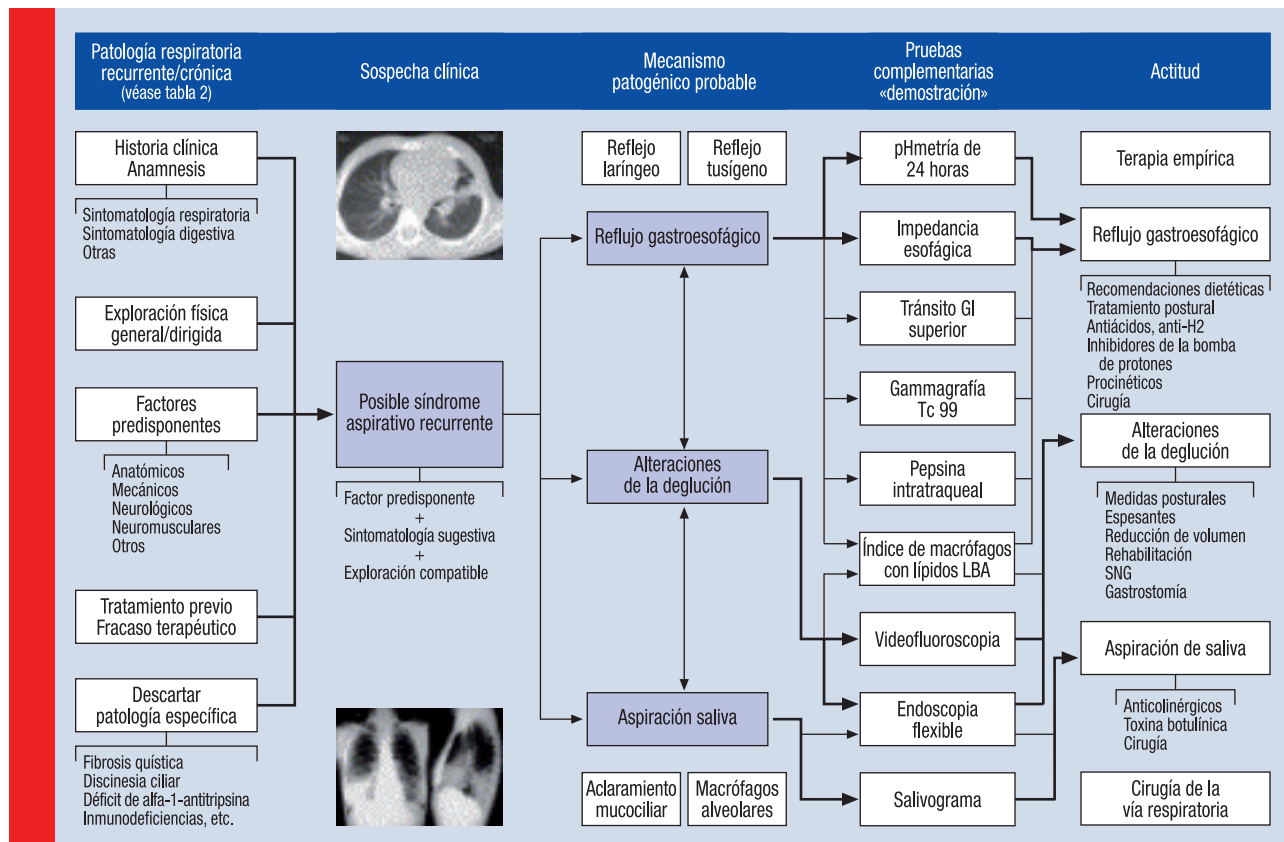 Patología respiratoria
recurrente/crónica
(véase tabla 2)
Sospecha clínica
Mecanismo
patogénico probable
Pruebas
complementarias
«demostración»
Actitud
Historia clínica
Anamnesis
Sintomatología respiratoria
Sintomatología digestiva
Otras
Exploración física
general/dirigida
Factores
predisponentes
Anatómicos
Mecánicos
Neurológicos
Neuromusculares
Otros
Tratamiento previo
Fracaso terapéutico
Descartar
patología específica
Fibrosis quística
Discinesia ciliar
Déficit de alfa-1-antitripsina
Inmunodeficiencias, etc.
Posible síndrome
aspirativo recurrente
Factor predisponente
+
Sintomatología sugestiva
+
Exploración compatible
Reflejo
laríngeo
Reflejo
tusígeno
Reflujo gastroesofágico
Alteraciones
de la deglución
Aspiración saliva
Aclaramiento
mucociliar
Macrófagos
alveolares
pHmetría de
24 horas
Impedancia
esofágica
Tránsito GI
superior
Gammagrafía
Tc 99
Pepsina
intratraqueal
Índice de macrófagos
con lípidos LBA
Videofluoroscopia
Endoscopia
flexible
Salivograma
Terapia empírica
Reflujo gastroesofágico
Recomendaciones dietéticas
Tratamiento postural
Antiácidos, anti-H2
Inhibidores de la bomba
de protones
Procinéticos
Cirugía
Alteraciones
de la deglución
Medidas posturales
Espesantes
Reducción de volumen
Rehabilitación
SNG
Gastrostomía
Aspiración de saliva
Anticolinérgicos
Toxina botulínica
Cirugía
Cirugía de la
vía respiratoria